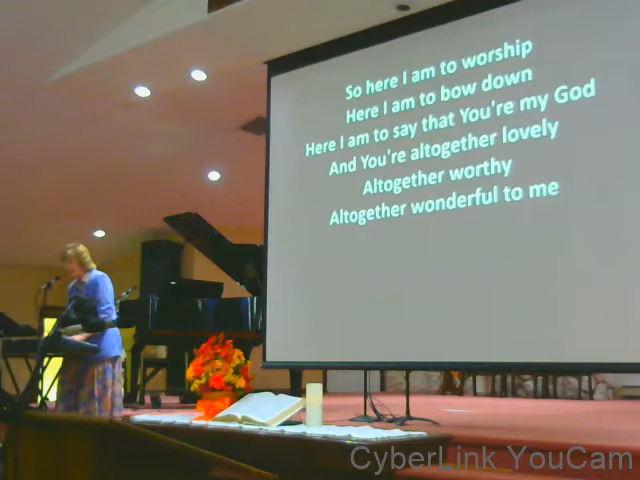 So here I am to worship
Here I am to bow down
Here I am to say that You're my God
And You're altogether lovely
Altogether worthy
Altogether wonderful to me
CyberLink YouCam